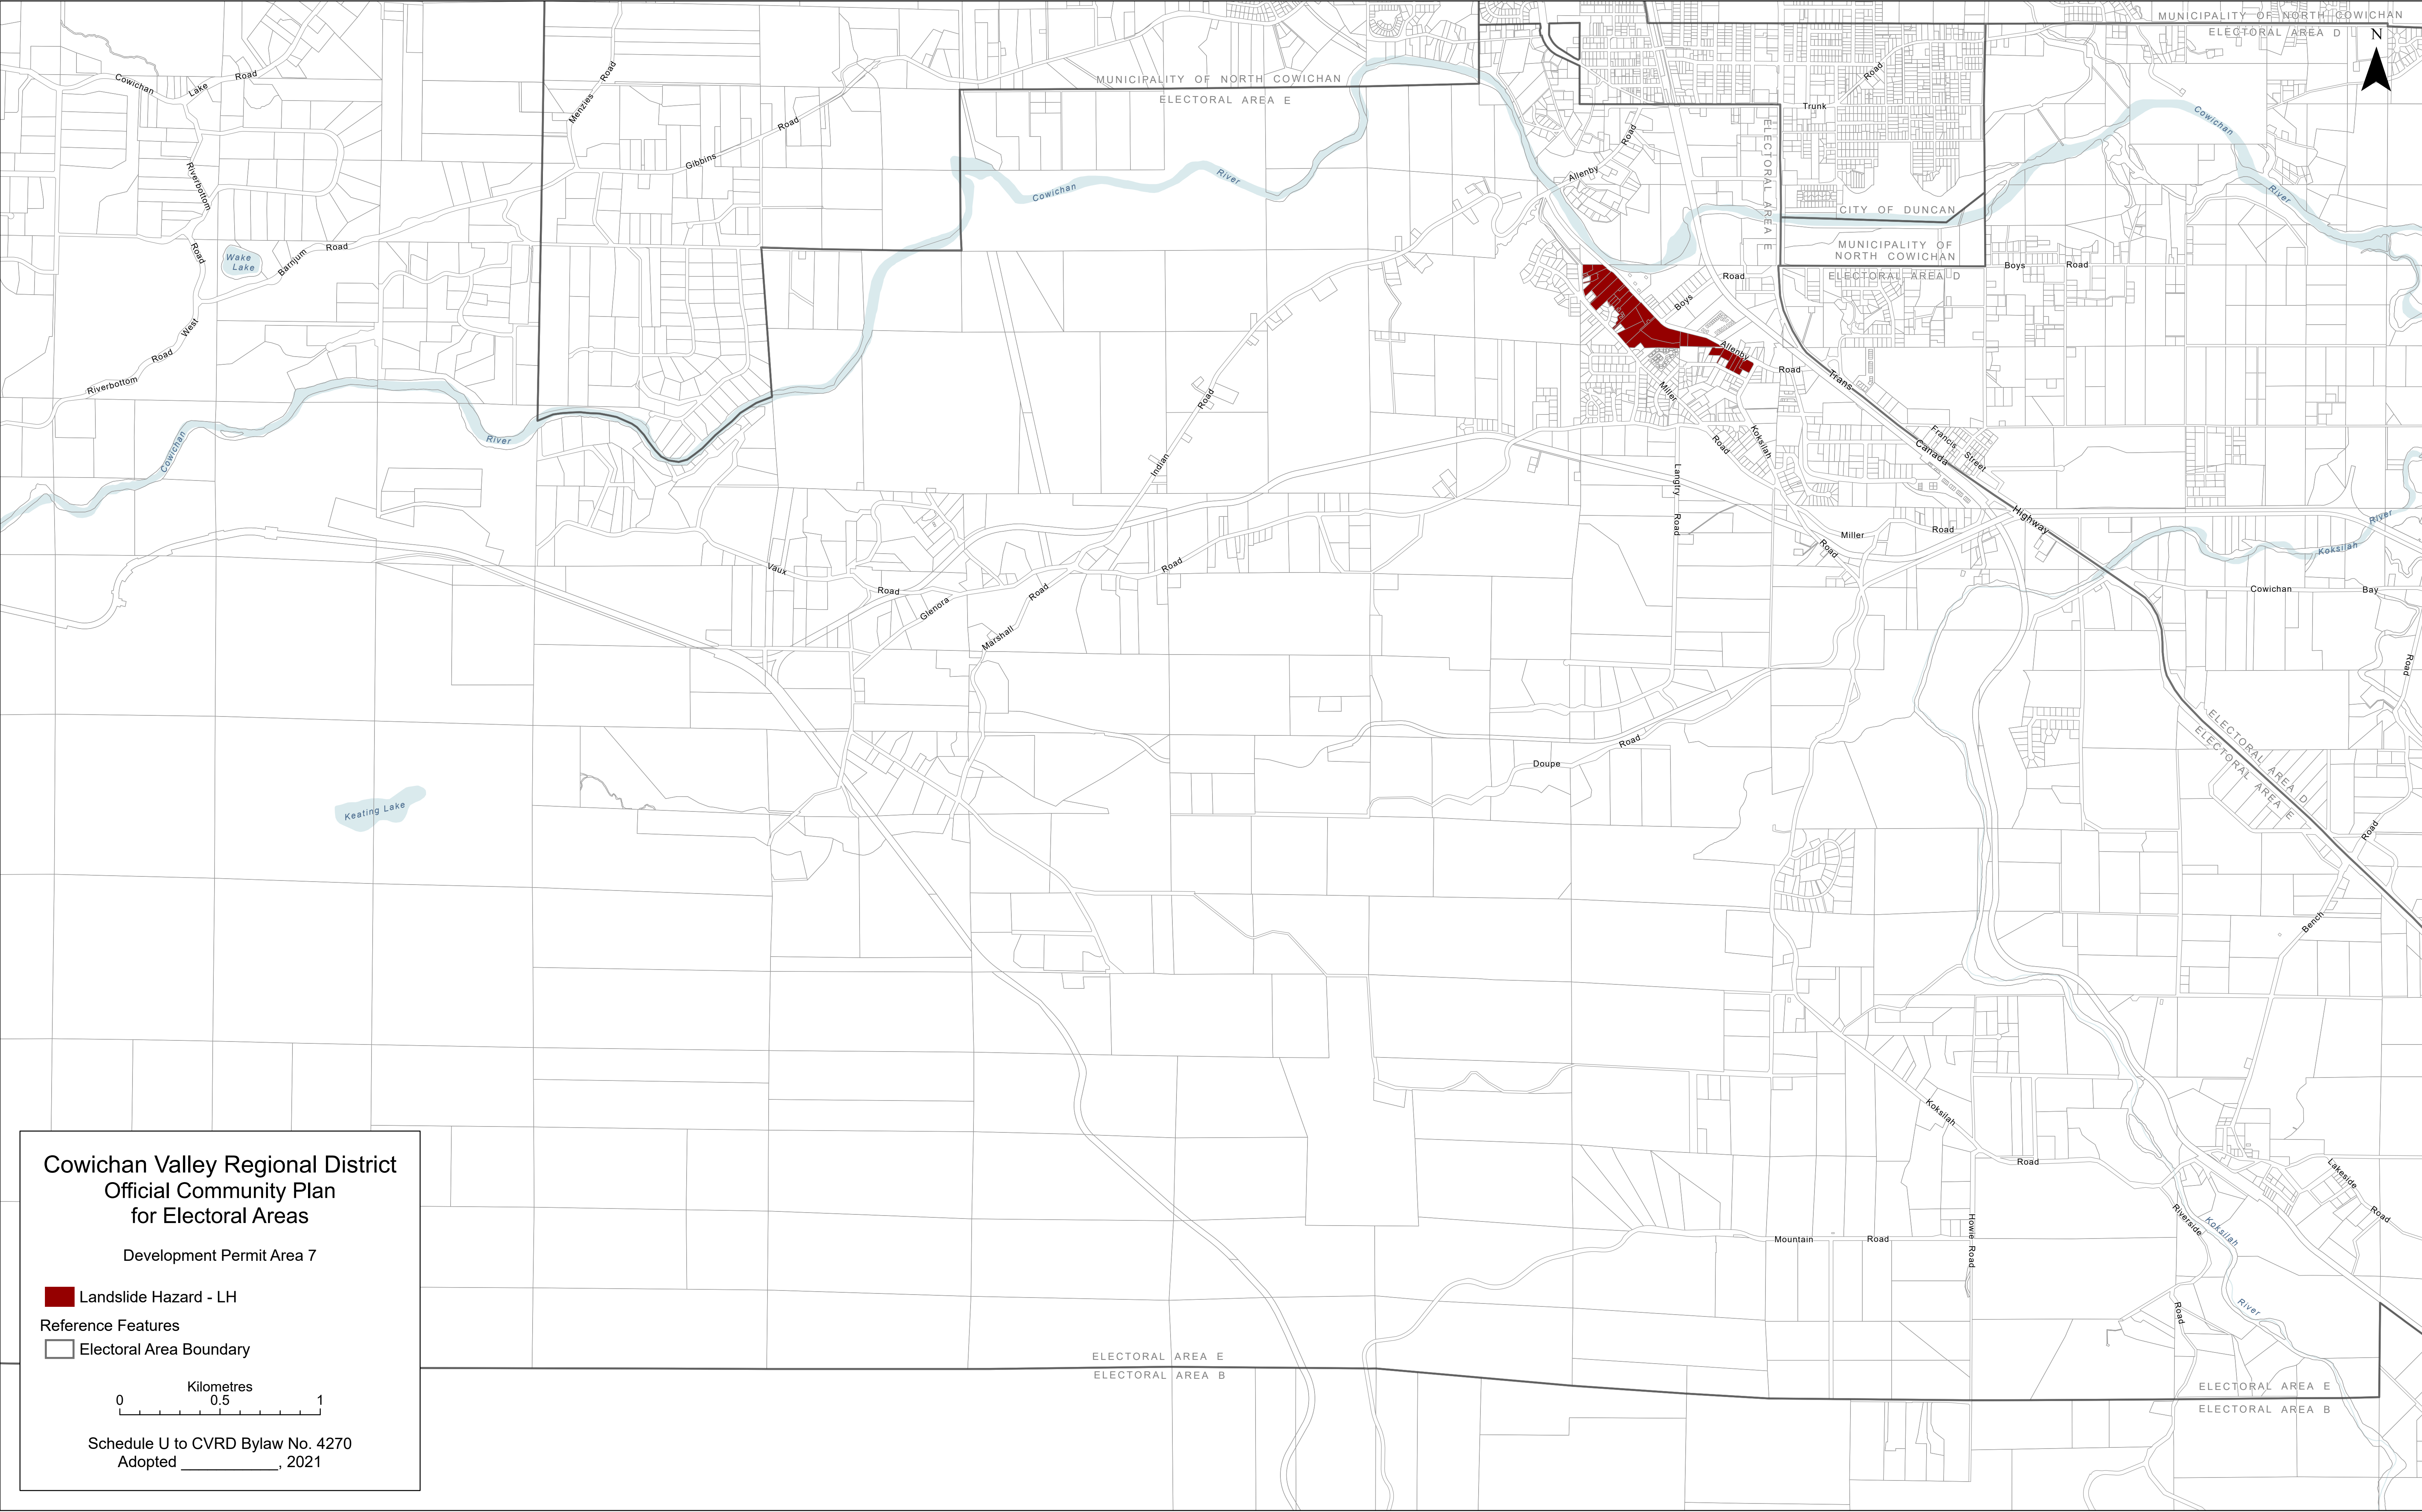 MUNICIPALITY OF NORTH COWICHAN
ELECTORAL AREA D
N
MUNICIPALITY OF NORTH COWICHAN
ELECTORAL AREA E
Cowichan Lake Road
Menzies Road
Gibbins Road
Riverbottom Road West
Riverbottom Road
Wake
Lake
Barnjum Road
Cowichan River
Cowichan River
Allenby Road
Trunk Road
ELECTORAL AREA E
CITY OF DUNCAN
MUNICIPALITY OF
NORTH COWICHAN
ELECTORAL AREA D
Cowichan River
Boys Road
Boys Road
Allenby Road
Trans Canada Highway
Miller Road
Koksilah Road
Langtry Road
Francis Street
Miller Road
Indian Road
Vaux Road
Glenora Road
Marshall Road
Koksilah River
Cowichan Bay Road
Doupe Road
ELECTORAL AREA D
ELECTORAL AREA E
Bench Road
Keating Lake
Koksilah Road
Howie Road
Mountain Road
Lakeside Road
Riverside Road
Koksilah River
ELECTORAL AREA E
ELECTORAL AREA B
ELECTORAL AREA E
ELECTORAL AREA B
Cowichan Valley Regional District
Official Community Plan
for Electoral Areas
Development Permit Area 7
Landslide Hazard - LH
Reference Features
Electoral Area Boundary
Kilometres
0 0.5 1
Schedule U to CVRD Bylaw No. 4270
Adopted ___________, 2021